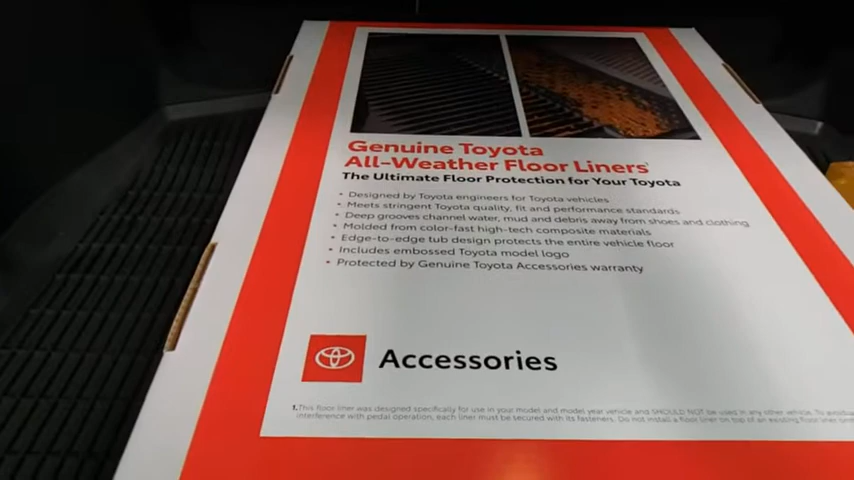 Genuine Toyota
All-Weather Floor Liners¹
The Ultimate Floor Protection for Your Toyota
• Designed by Toyota engineers for Toyota vehicles
• Meets stringent Toyota quality, fit and performance standards
• Deep grooves channel water, mud and debris away from shoes and clothing
• Molded from color-fast high-tech composite materials
• Edge-to-edge tub design protects the entire vehicle floor
• Includes embossed Toyota model logo
• Protected by Genuine Toyota Accessories warranty
Accessories
1. This floor liner was designed specifically for use in your model and model year vehicle and SHOULD NOT be used in any other vehicle. To
interference with pedal operation, each liner must be secured with its fasteners. Do not install a floor liner on top of an existing floor liner